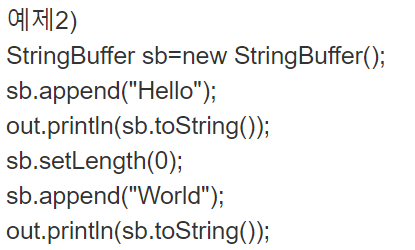 예제2)
StringBuffer sb=new StringBuffer();
sb.append("Hello");
out.println(sb.toString());
sb.setLength(0);
sb.append("World");
out.println(sb.toString());